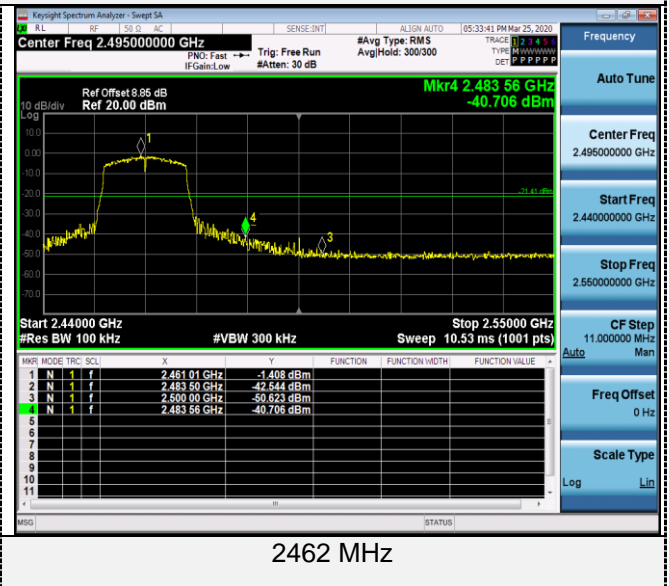 Keysight Spectrum Analyzer - Swept SA
RL RF 50 Ω AC SENSE:INT ALIGN AUTO 05:33:41 PM Mar 25, 2020
Center Freq 2.495000000 GHz
PNO: Fast
IFGain:Low
Trig: Free Run
#Atten: 30 dB
#Avg Type: RMS
Avg|Hold: 300/300
TRACE 1 2 3 4 5 6
TYPE MWWWWW
DET P P P P P P
Frequency
Auto Tune
Center Freq
2.495000000 GHz
Start Freq
2.440000000 GHz
Stop Freq
2.550000000 GHz
CF Step
11.000000 MHz
Auto Man
Freq Offset
0 Hz
Scale Type
Log Lin
Ref Offset 8.85 dB
10 dB/div Ref 20.00 dBm
Log
Mkr4 2.483 56 GHz
-40.706 dBm
10.0
0.00
-10.0
-20.0
-30.0
-40.0
-50.0
-60.0
-70.0
1
4
3
-21.41 dBm
Start 2.44000 GHz Stop 2.55000 GHz
#Res BW 100 kHz #VBW 300 kHz Sweep 10.53 ms (1001 pts)
MKR MODE TRC SCL X Y FUNCTION FUNCTION WIDTH FUNCTION VALUE
1 N 1 f 2.461 01 GHz -1.408 dBm
2 N 1 f 2.483 50 GHz -42.544 dBm
3 N 1 f 2.500 00 GHz -50.623 dBm
4 N 1 f 2.483 56 GHz -40.706 dBm
5
6
7
8
9
10
11
MSG STATUS
2462 MHz